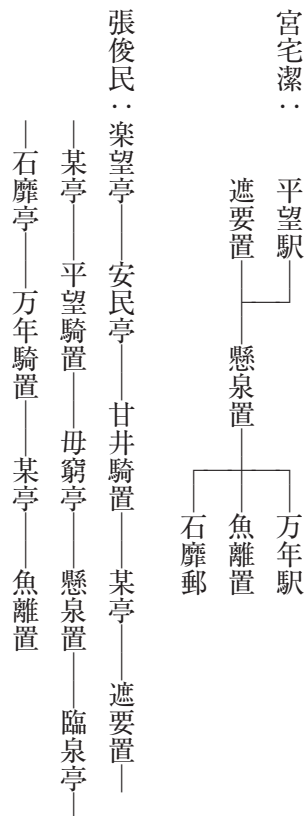 宮宅潔：
平望駅
遮要置―懸泉置
万年駅
魚離置
石靡郵
張俊民：楽望亭―安民亭―甘井騎置―某亭―遮要置―
―某亭―平望騎置―毋窮亭―懸泉置―臨泉亭―
―石靡亭―万年騎置―某亭―魚離置